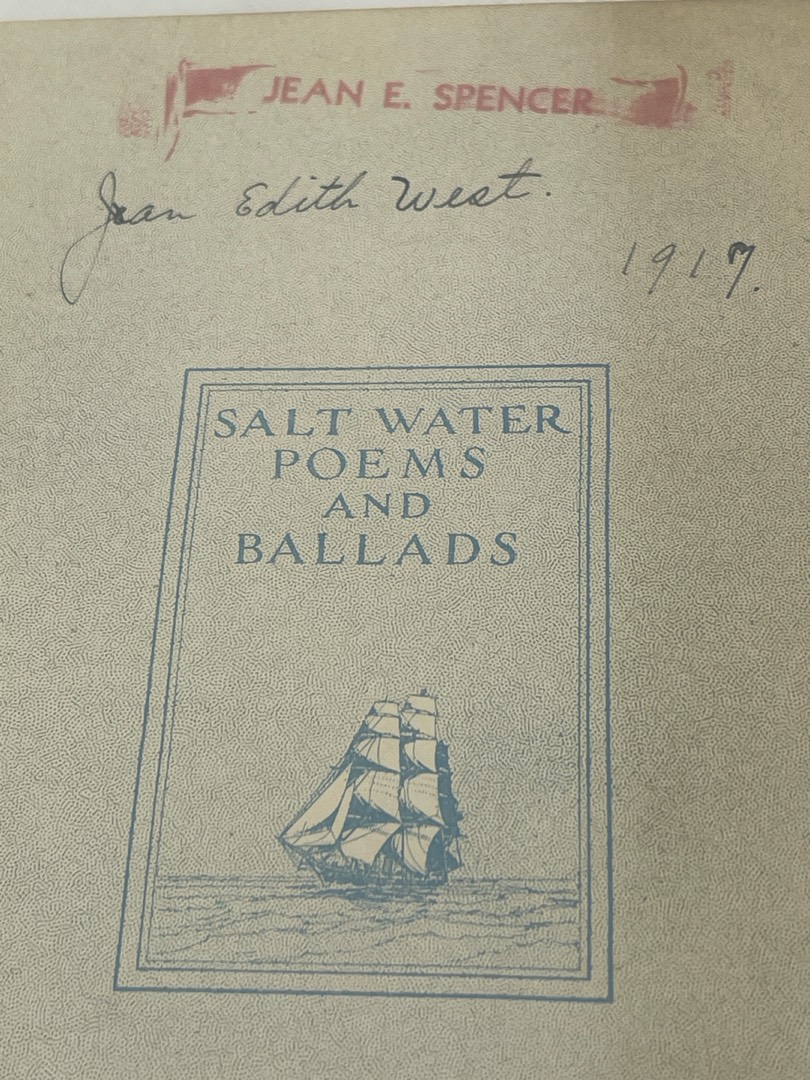 JEAN E. SPENCER
Jean Edith West.
1917.
SALT WATER
POEMS
AND
BALLADS